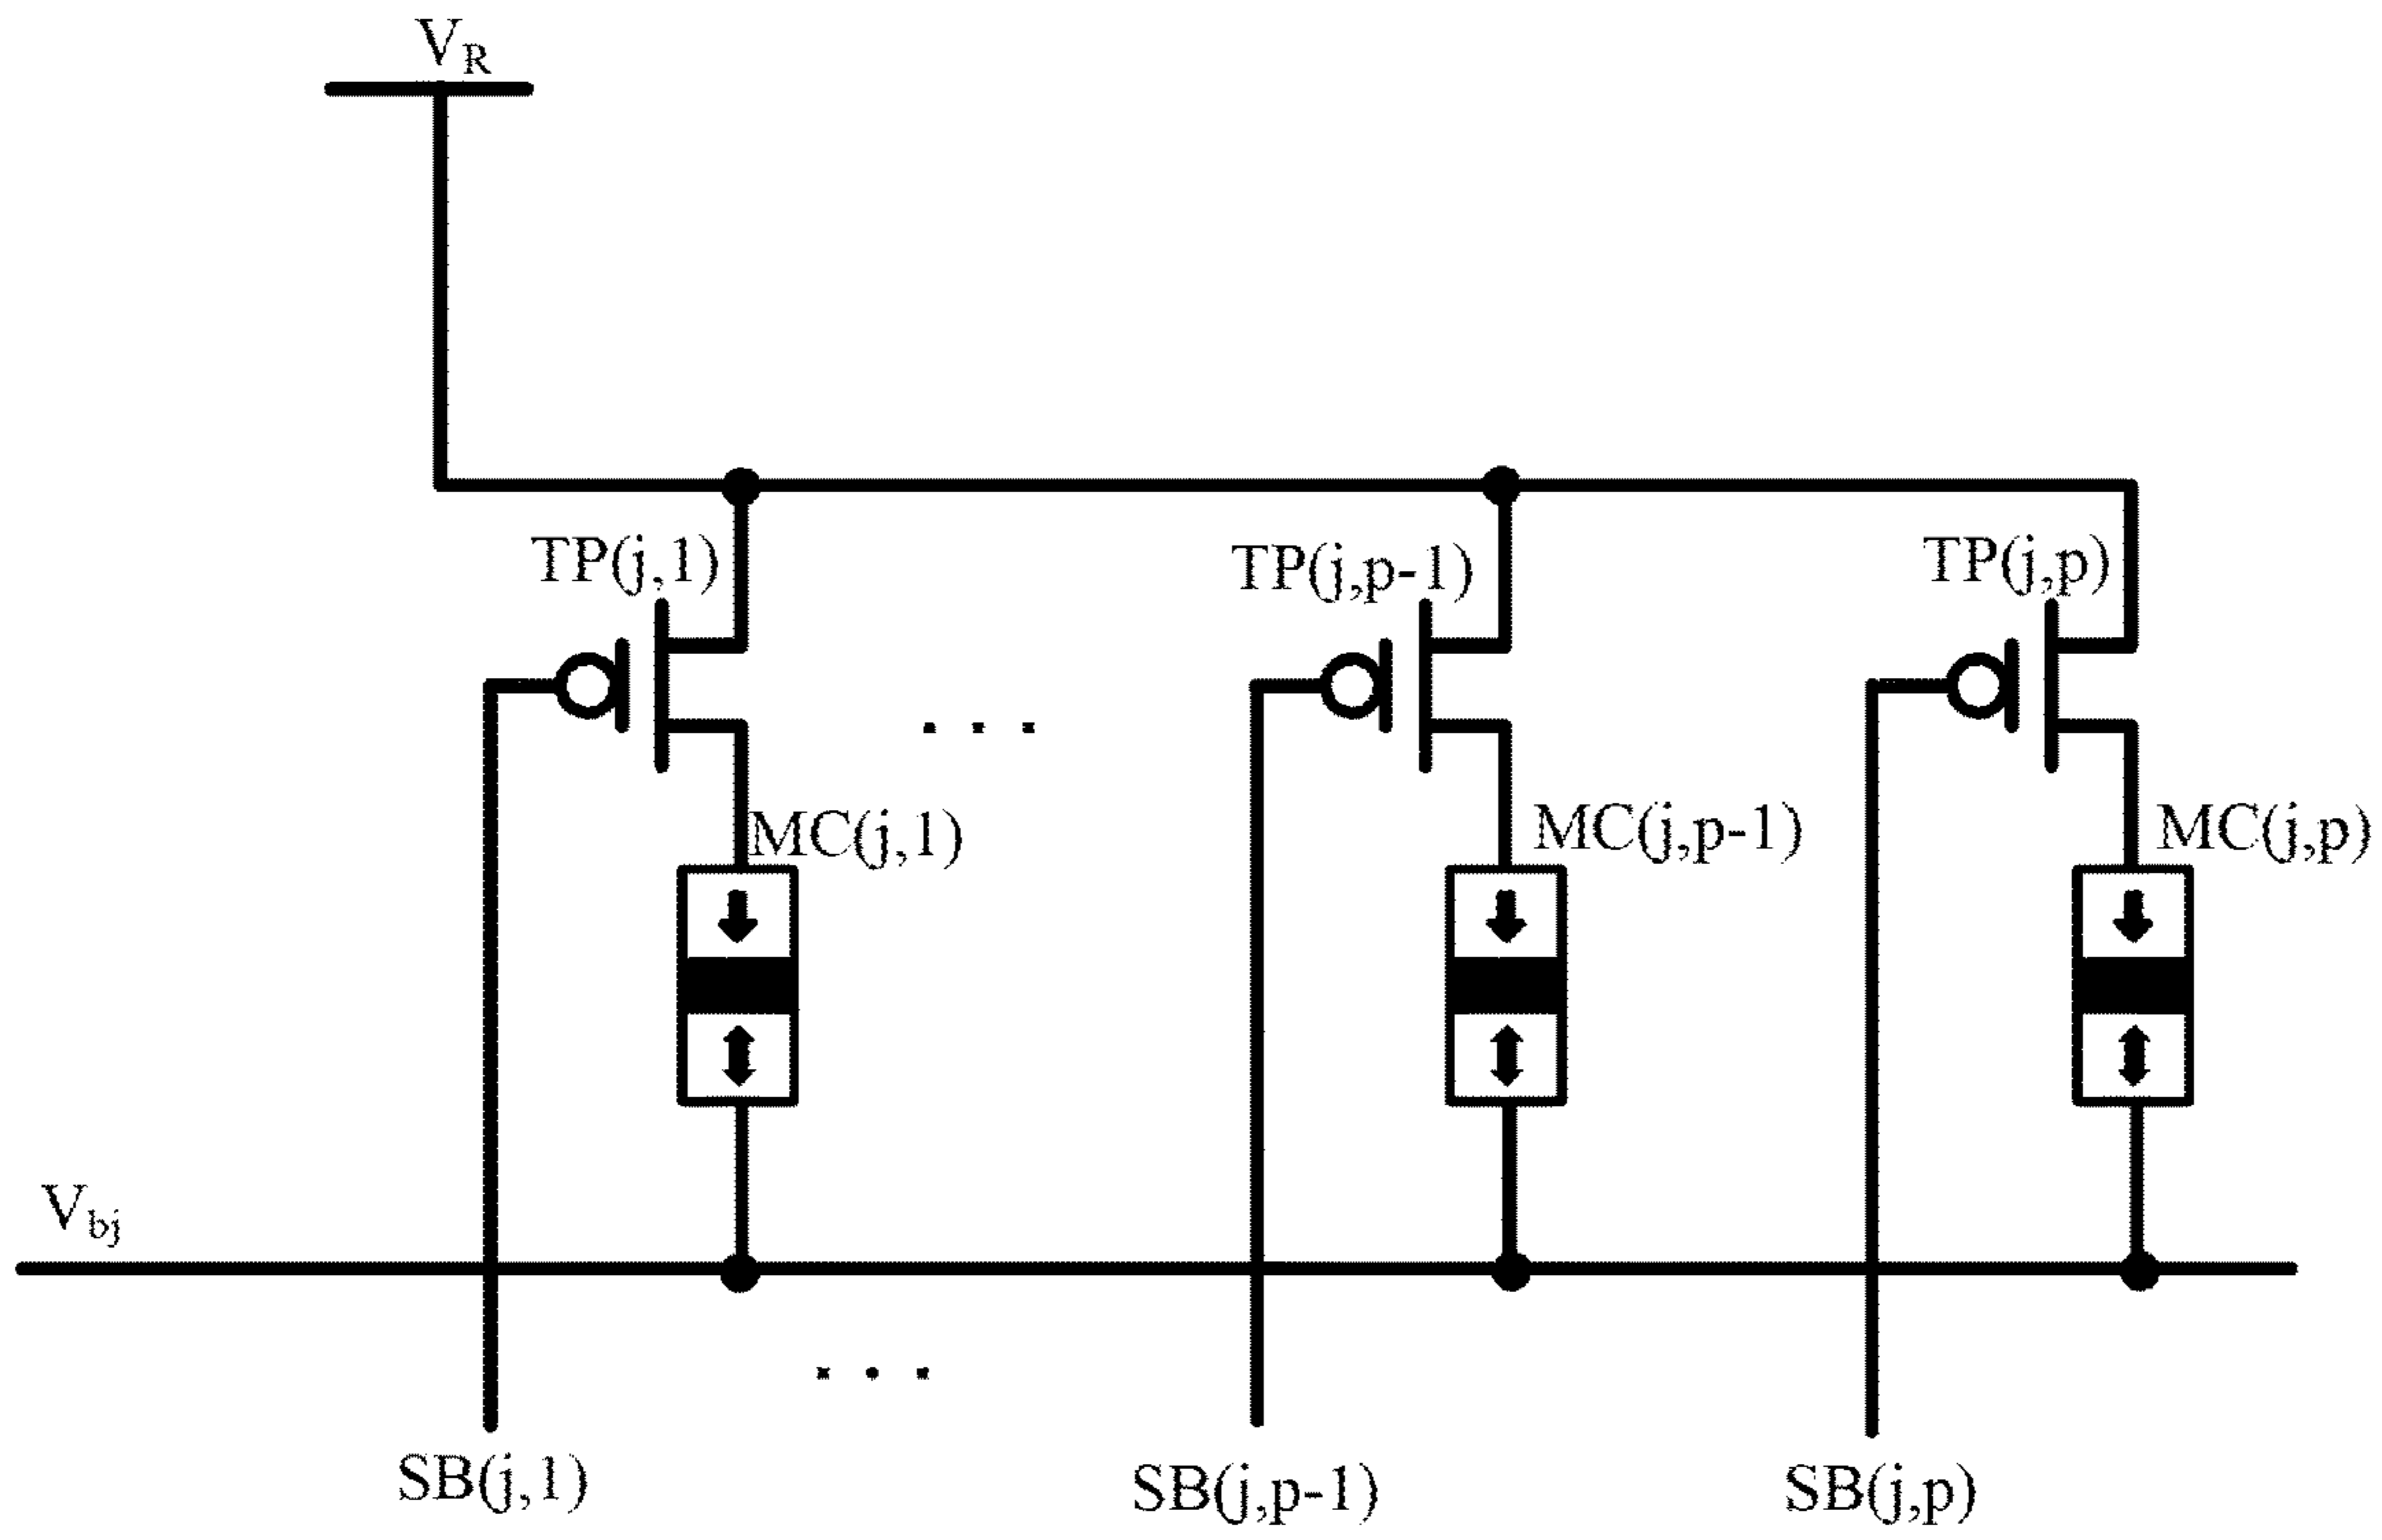 V_R
TP(j,1)
TP(j,p-1)
TP(j,p)
. . .
MC(j,1)
MC(j,p-1)
MC(j,p)
V_bj
. . .
SB(j,1)
SB(j,p-1)
SB(j,p)